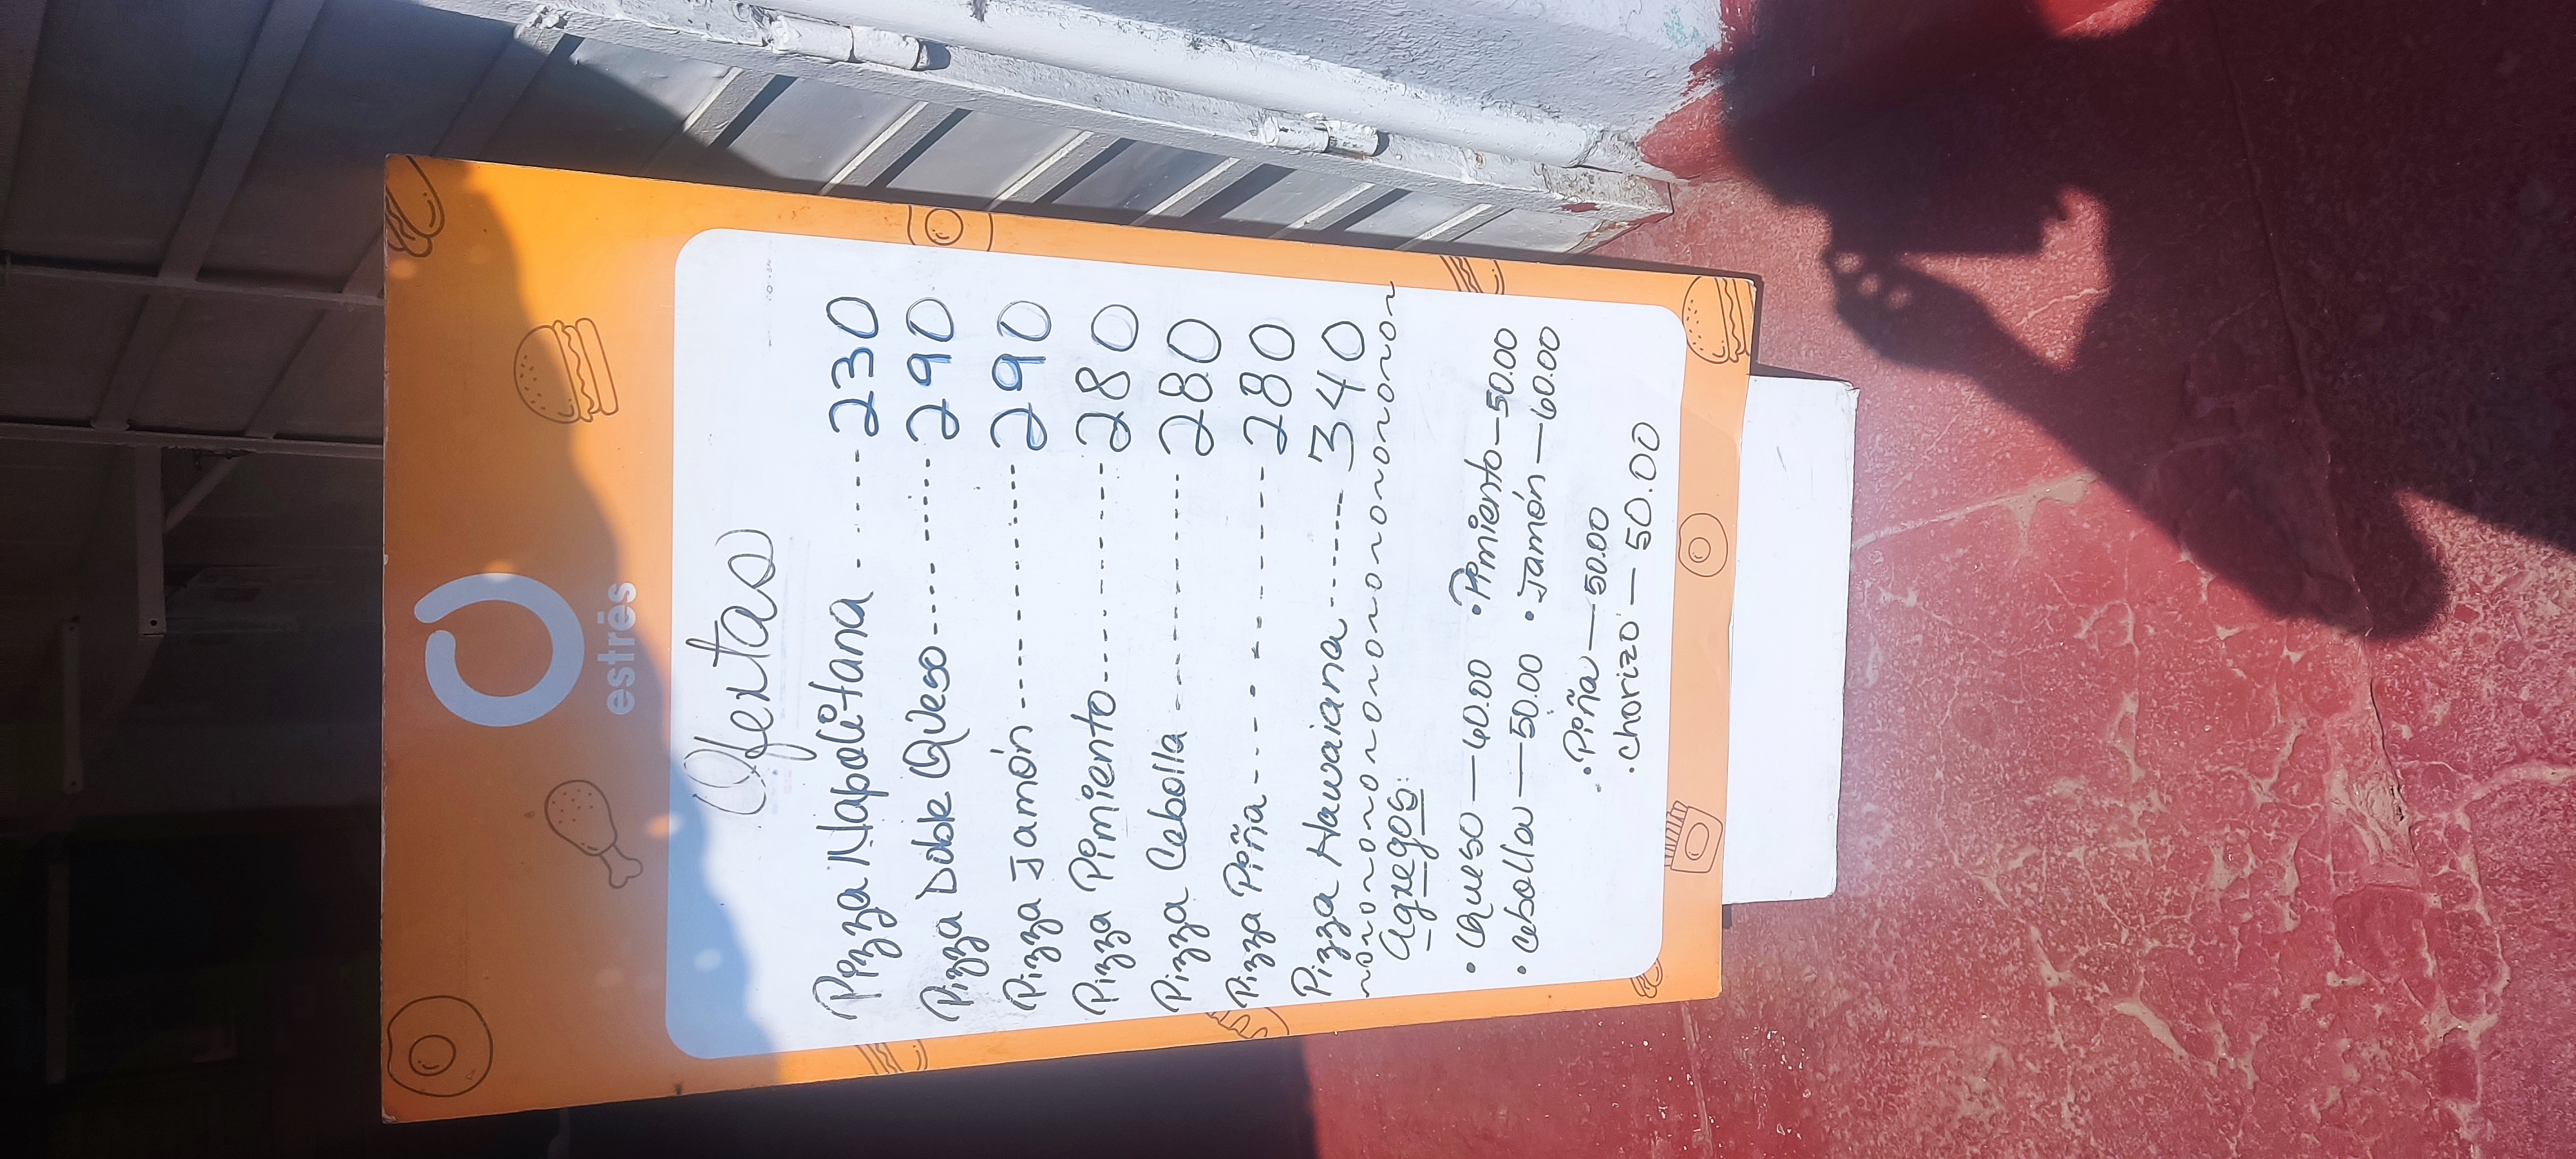 estrēs
Ofertas
Pizza Napolitana ------ 230
Pizza Doble Queso ---- ------ 290
Pizza Jamón ------------ 290
Pizza Pimiento ---------- 280
Pizza Cebolla ----------- 280
Pizza Piña ------------- 280
Pizza Hawaiana ------- 340
~o~o~o~o~o~o~o~o~o~o~o~
Agregos:
• Queso — 60.00 • Pimiento — 50.00
• cebolla — 50.00 • Jamón — 60.00
• Piña — 50.00
• chorizo — 50.00